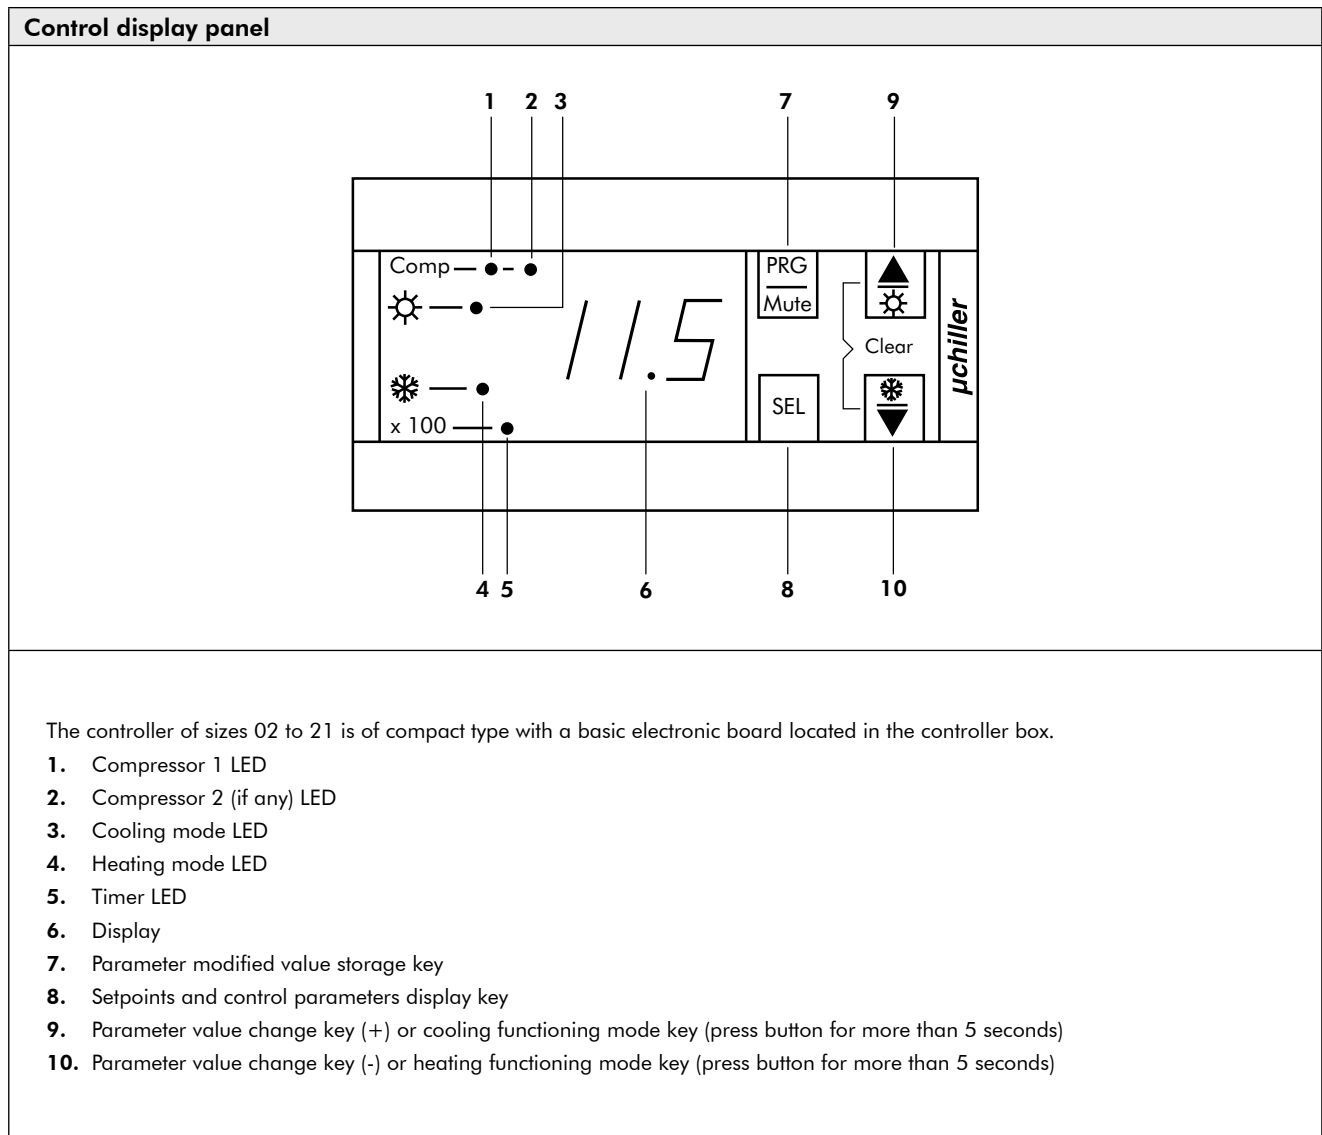 Control display panel
1 2 3 7 9
Comp
PRG
Mute
11.5
Clear
µchiller
SEL
x 100
4 5 6 8 10
The controller of sizes 02 to 21 is of compact type with a basic electronic board located in the controller box.
1. Compressor 1 LED
2. Compressor 2 (if any) LED
3. Cooling mode LED
4. Heating mode LED
5. Timer LED
6. Display
7. Parameter modified value storage key
8. Setpoints and control parameters display key
9. Parameter value change key (+) or cooling functioning mode key (press button for more than 5 seconds)
10. Parameter value change key (-) or heating functioning mode key (press button for more than 5 seconds)